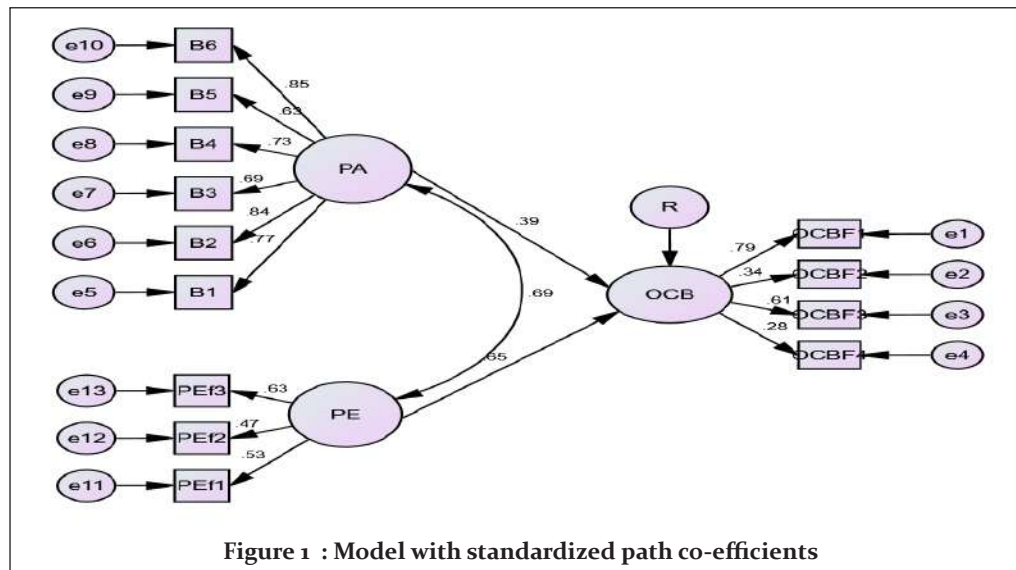 e10 B6
.85
e9 B5
.63
e8 B4
.73
PA
e7 B3
.69
R
e6 B2
.84
.39
OCBF1 e1
.79
.77
OCBF2 e2
.34
e5 B1
.69
OCB
.61
OCBF3 e3
.28
OCBF4 e4
.65
e13 PEf3
.63
PE
e12 PEf2
.47
.53
e11 PEf1
Figure 1 : Model with standardized path co-efficients